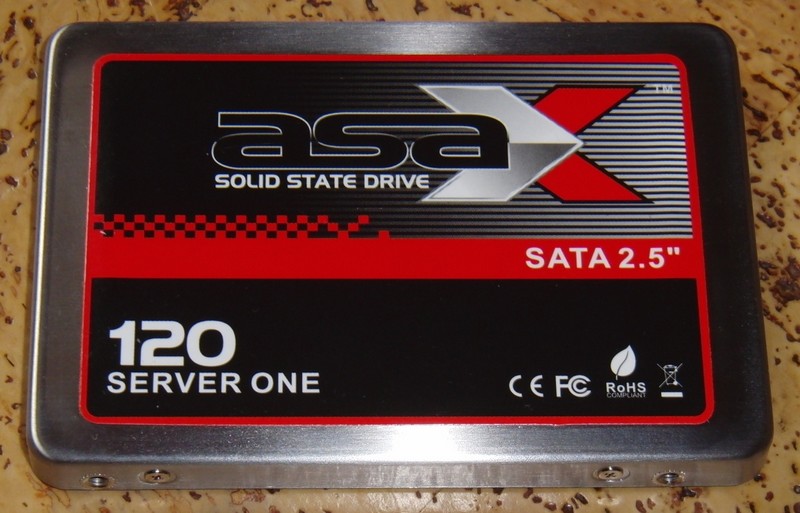 asax
SOLID STATE DRIVE
SATA 2.5"
120
SERVER ONE
CE FC RoHS
COMPLIANT